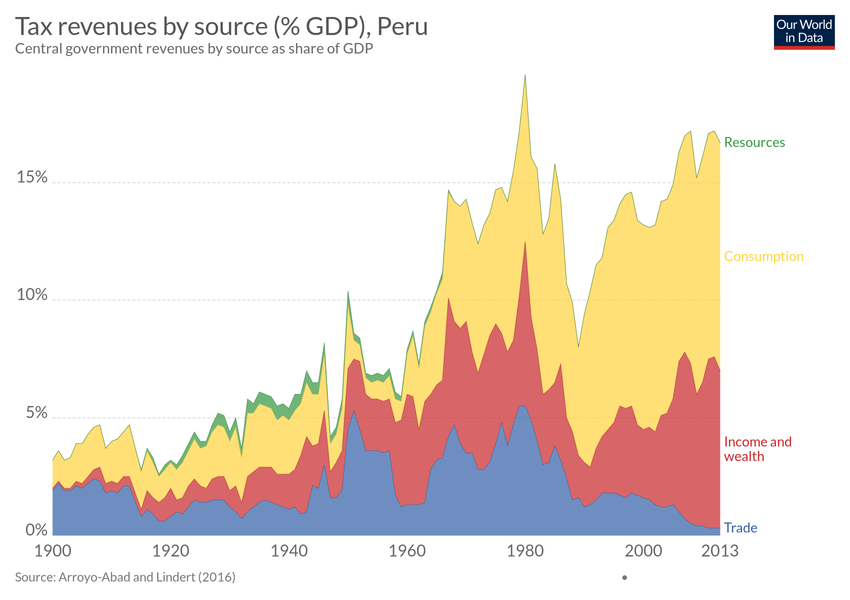 Tax revenues by source (% GDP), Peru
Central government revenues by source as share of GDP
Our World
in Data
Resources
15%
Consumption
10%
5%
Income and
wealth
0%
Trade
1900 1920 1940 1960 1980 2000 2013
Source: Arroyo-Abad and Lindert (2016)